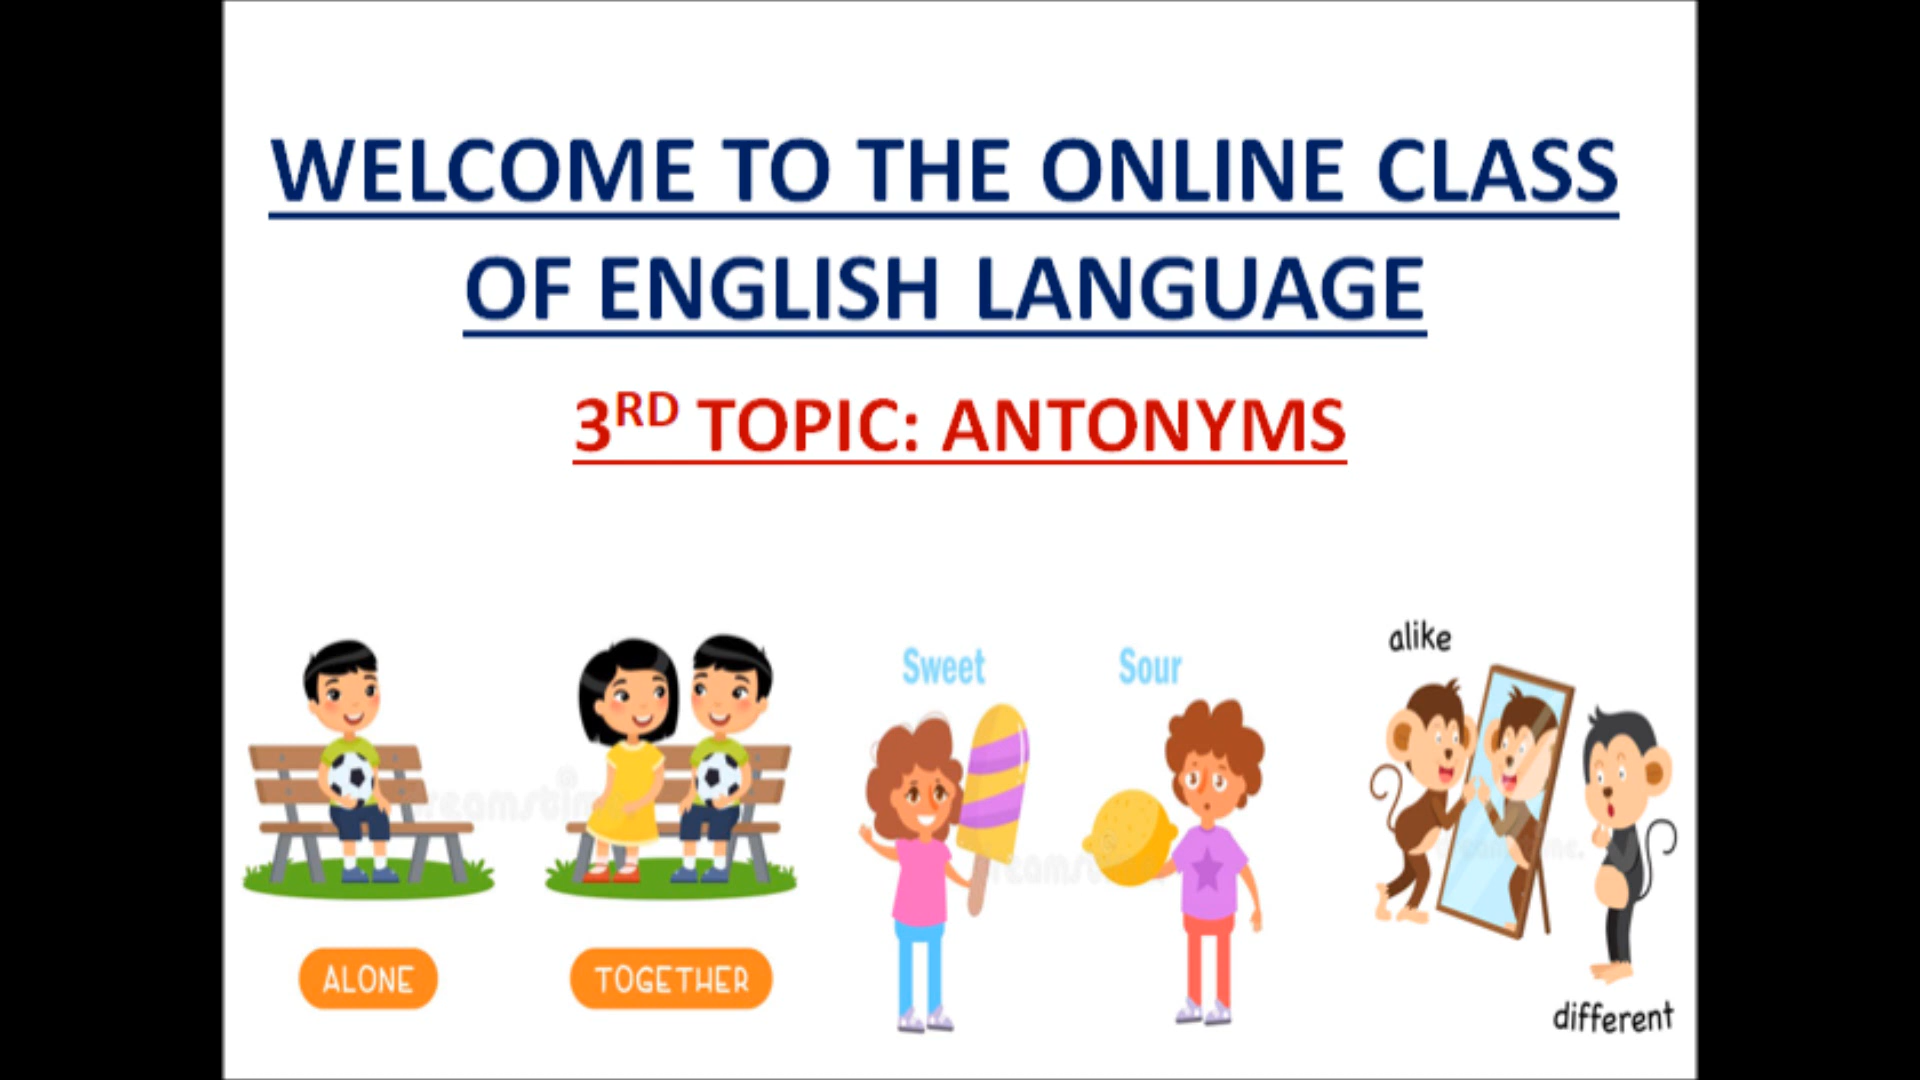 WELCOME TO THE ONLINE CLASS
OF ENGLISH LANGUAGE
3RD TOPIC: ANTONYMS
ALONE
TOGETHER
Sweet
Sour
alike
different